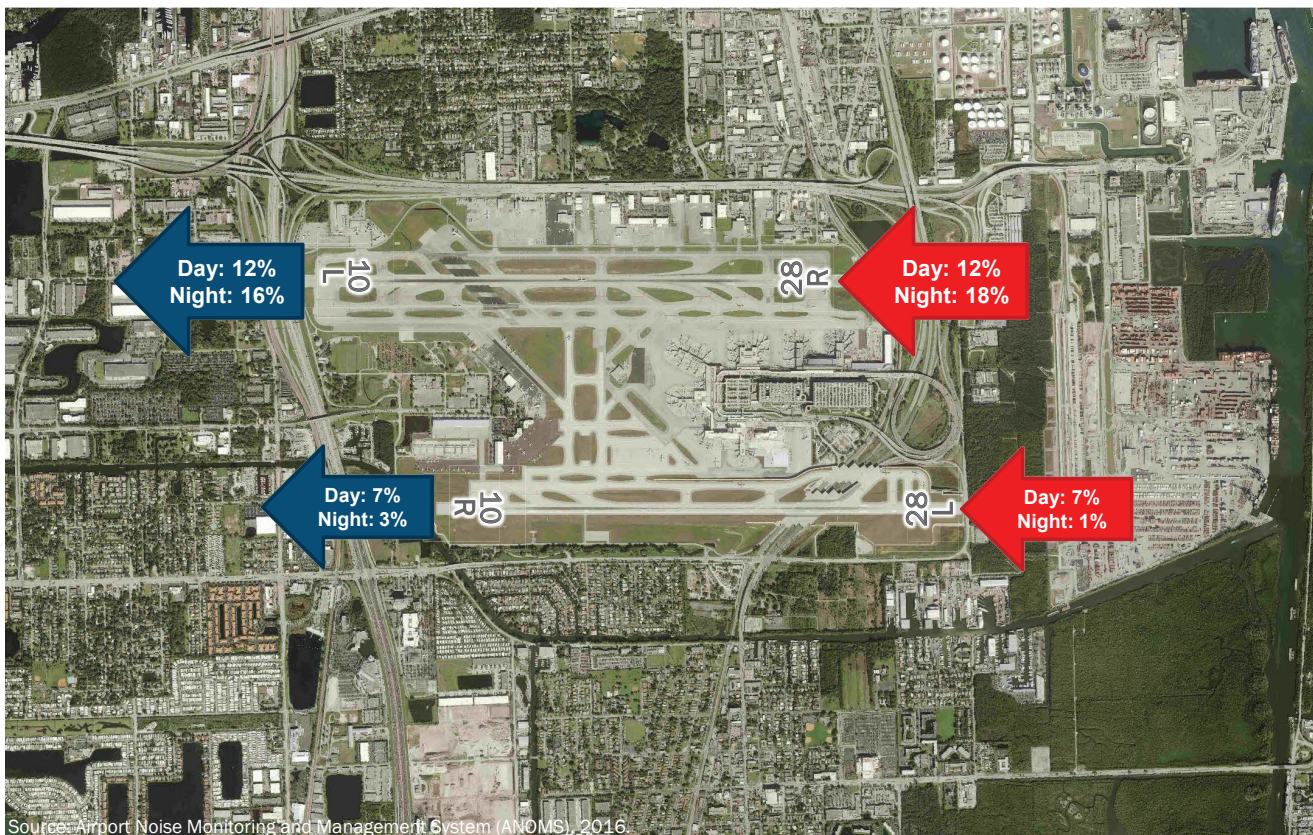 Day: 12%
Night: 16%
10
L
28
R
Day: 12%
Night: 18%
Day: 7%
Night: 3%
10
R
28
L
Day: 7%
Night: 1%
Source: Airport Noise Monitoring and Management System (ANOMS), 2016.